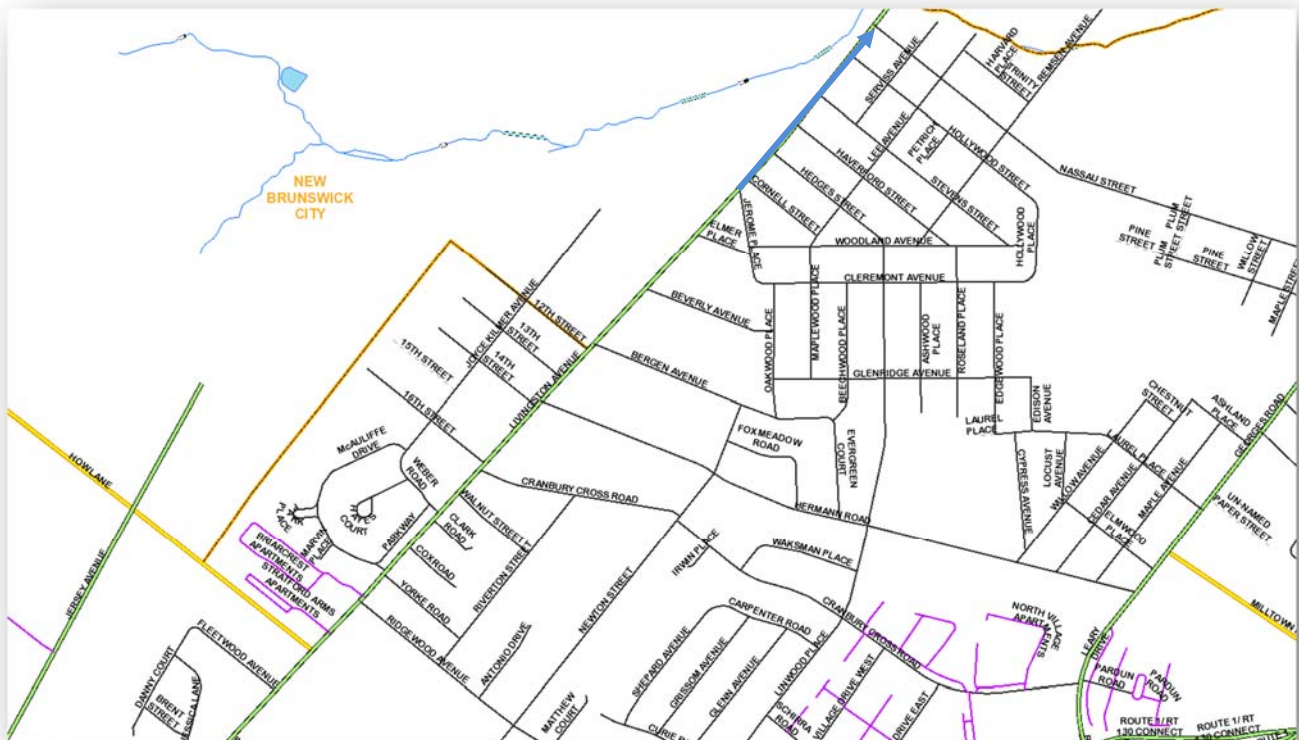 HARVARD
PLACE
TRINITY
STREET
REMSEN AVENUE
SERVISS AVENUE
LEE AVENUE
PETRICH
PLACE
HOLLYWOOD STREET
NASSAU STREET
HAVERFORD STREET
STEVENS STREET
HEDGES STREET
CORNELL STREET
NEW
BRUNSWICK
CITY
JEROME PLACE
ELMER
PLACE
WOODLAND AVENUE
HOLLYWOOD
PLACE
PINE
STREET
PLUM
STREET
PLUM
STREET
PINE
STREET
WILLOW
STREET
MAPLE STREET
CLEREMONT AVENUE
BEVERLY AVENUE
OAKWOOD PLACE
MAPLEWOOD PLACE
BEECHWOOD PLACE
ASHWOOD
PLACE
ROSELAND PLACE
EDGEWOOD PLACE
JOYCE KILMER AVENUE
12TH STREET
13TH
STREET
14TH
STREET
15TH STREET
16TH STREET
LIVINGSTON AVENUE
BERGEN AVENUE
GLENRIDGE AVENUE
EDISON
AVENUE
LAUREL
PLACE
CHESTNUT
STREET
ASHLAND
PLACE
GEORGES ROAD
LAUREL PLACE
FOXMEADOW
ROAD
EVERGREEN
COURT
CYPRESS AVENUE
LOCUST
AVENUE
WILLOW AVENUE
CEDAR AVENUE
MAPLE AVENUE
ELMWOOD
PLACE
UN-NAMED
PAPER STREET
McAULIFFE
DRIVE
WEBER
ROAD
HOWLANE
CRANBURY CROSS ROAD
HERMANN ROAD
WALNUT STREET
CLARK
ROAD
PLACE
COURT
MARVIN
PLACE
PARKWAY
BRIARCREST
APARTMENTS
STRATFORD ARMS
APARTMENTS
COX ROAD
RIVERTON STREET
YORKE ROAD
IRWIN PLACE
WAKSMAN PLACE
NEWTON STREET
JERSEY AVENUE
RIDGEWOOD AVENUE
ANTONIO DRIVE
CARPENTER ROAD
CRANBURY CROSS ROAD
NORTH VILLAGE
APARTMENTS
MILLTOWN
FLEETWOOD AVENUE
DANNY COURT
BRENT
STREET
JESSICA LANE
SHEPARD AVENUE
GRISSOM AVENUE
GLENN AVENUE
LINWOOD PLACE
MATTHEW
COURT
SCHIRRA
ROAD
VILLAGE DRIVE WEST
DRIVE EAST
LEARY
DRIVE
PARDUN
ROAD
PARDUN
ROAD
ROUTE 1/ RT
130 CONNECT
ROUTE 1/ RT
130 CONNECT